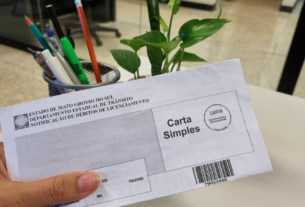 ESTADO DE MATO GROSSO DO SUL
DEPARTAMENTO ESTADUAL DE TRÂNSITO
NOTIFICAÇÃO DE DÉBITOS DE LICENCIAMENTO
Carta
Simples
CARTA